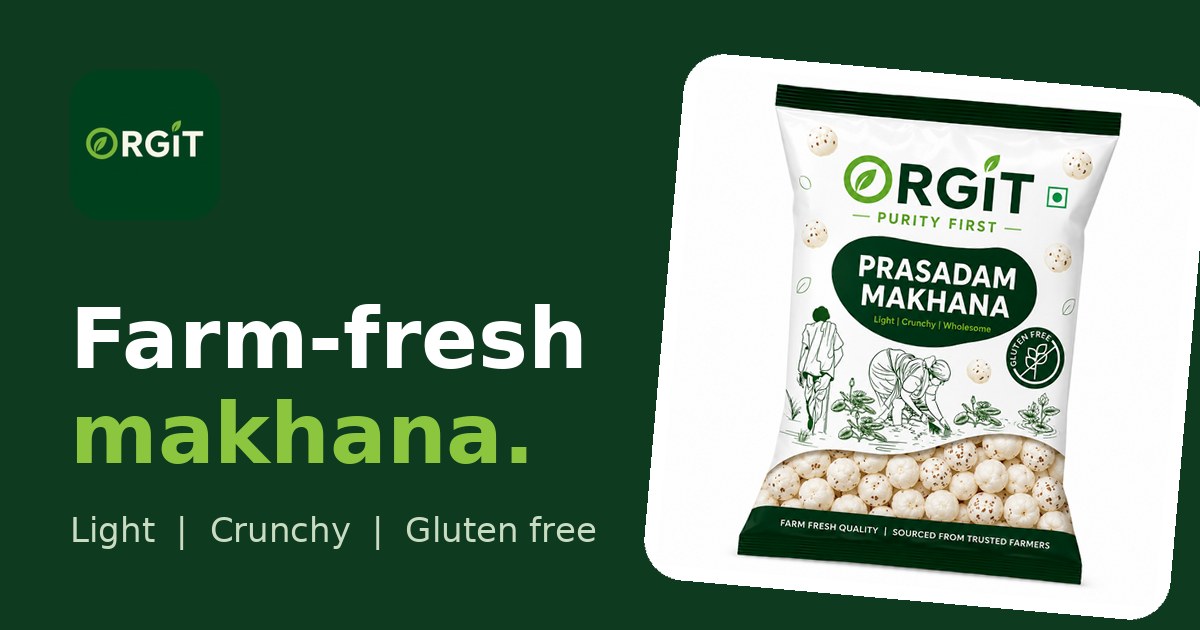 ORGiT
Farm-fresh
makhana.
Light | Crunchy | Gluten free
ORGiT
PURITY FIRST
PRASADAM
MAKHANA
Light | Crunchy | Wholesome
GLUTEN FREE
FARM FRESH QUALITY | SOURCED FROM TRUSTED FARMERS